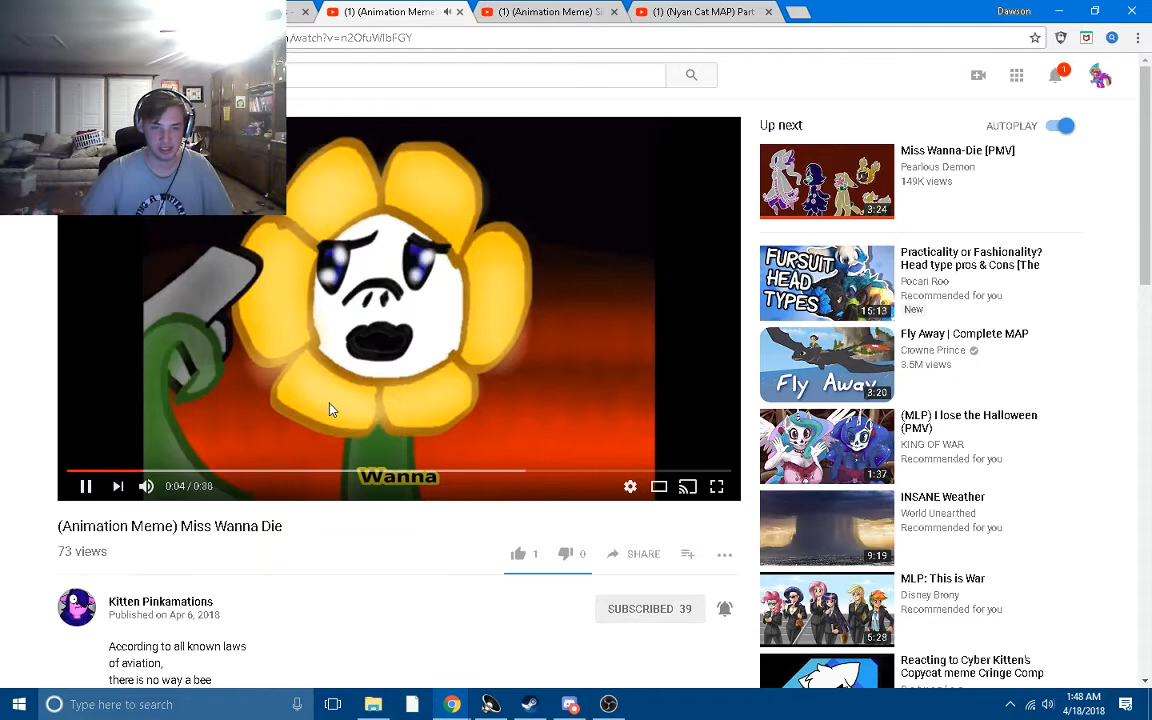 (1) (Animation Meme)
(1) (Animation Meme) Si
(1) (Nyan Cat MAP) Part
Dawson
/watch?v=n2OfuWlbFGY
1
Up next
AUTOPLAY
Miss Wanna-Die [PMV]
Pearlous Demon
149K views
3:24
FURSUIT
HEAD
TYPES
15:13
Practicality or Fashionality?
Head type pros & Cons [The
Pocari Roo
Recommended for you
New
Fly Away
3:20
Fly Away | Complete MAP
Crowne Prince
3.5M views
1:37
(MLP) I lose the Halloween
(PMV)
KING OF WAR
Recommended for you
9:19
INSANE Weather
World Unearthed
Recommended for you
5:28
MLP: This is War
Disney Brony
Recommended for you
Reacting to Cyber Kitten's
Copycat meme Cringe Comp
Wanna
0:04 / 0:38
(Animation Meme) Miss Wanna Die
73 views
1
0
SHARE
Kitten Pinkamations
Published on Apr 6, 2018
SUBSCRIBED 39
According to all known laws
of aviation,
there is no way a bee
Type here to search
1:48 AM
4/18/2018